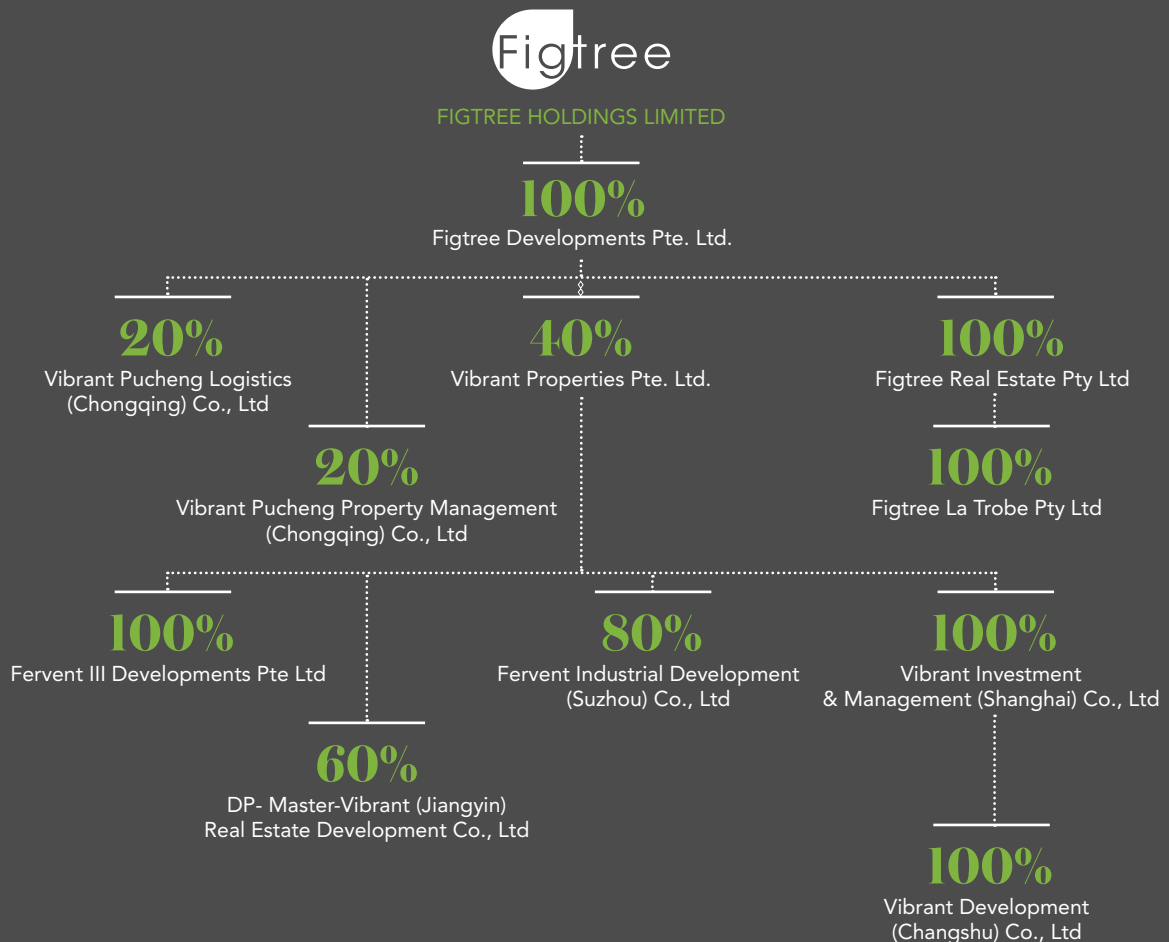 Figtree
FIGTREE HOLDINGS LIMITED
100%
Figtree Developments Pte. Ltd.
20%
Vibrant Pucheng Logistics
(Chongqing) Co., Ltd
40%
Vibrant Properties Pte. Ltd.
100%
Figtree Real Estate Pty Ltd
20%
Vibrant Pucheng Property Management
(Chongqing) Co., Ltd
100%
Figtree La Trobe Pty Ltd
100%
Fervent III Developments Pte Ltd
80%
Fervent Industrial Development
(Suzhou) Co., Ltd
100%
Vibrant Investment
& Management (Shanghai) Co., Ltd
60%
DP- Master-Vibrant (Jiangyin)
Real Estate Development Co., Ltd
100%
Vibrant Development
(Changshu) Co., Ltd